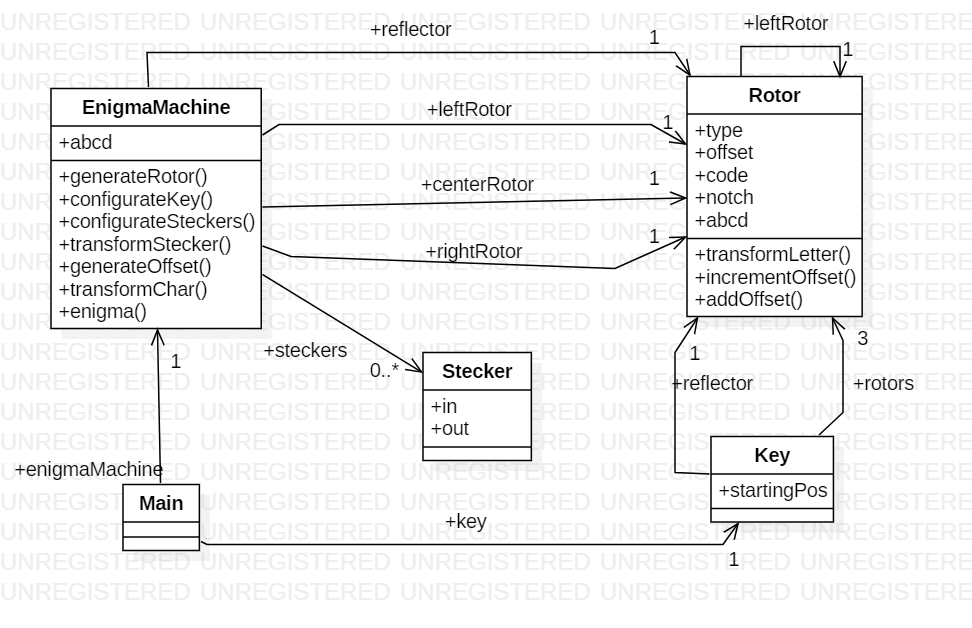 +reflector
1
+leftRotor
1
EnigmaMachine
+abcd
+generateRotor()
+configurateKey()
+configurateSteckers()
+transformStecker()
+generateOffset()
+transformChar()
+enigma()
+leftRotor
1
+centerRotor
1
+rightRotor
1
Rotor
+type
+offset
+code
+notch
+abcd
+transformLetter()
+incrementOffset()
+addOffset()
+steckers
0..*
1
Stecker
+in
+out
1
+reflector
3
+rotors
Key
+startingPos
+enigmaMachine
Main
+key
1
UNREGISTERED UNREGISTERED UNREGISTERED UNREGISTERED UNREGISTERED